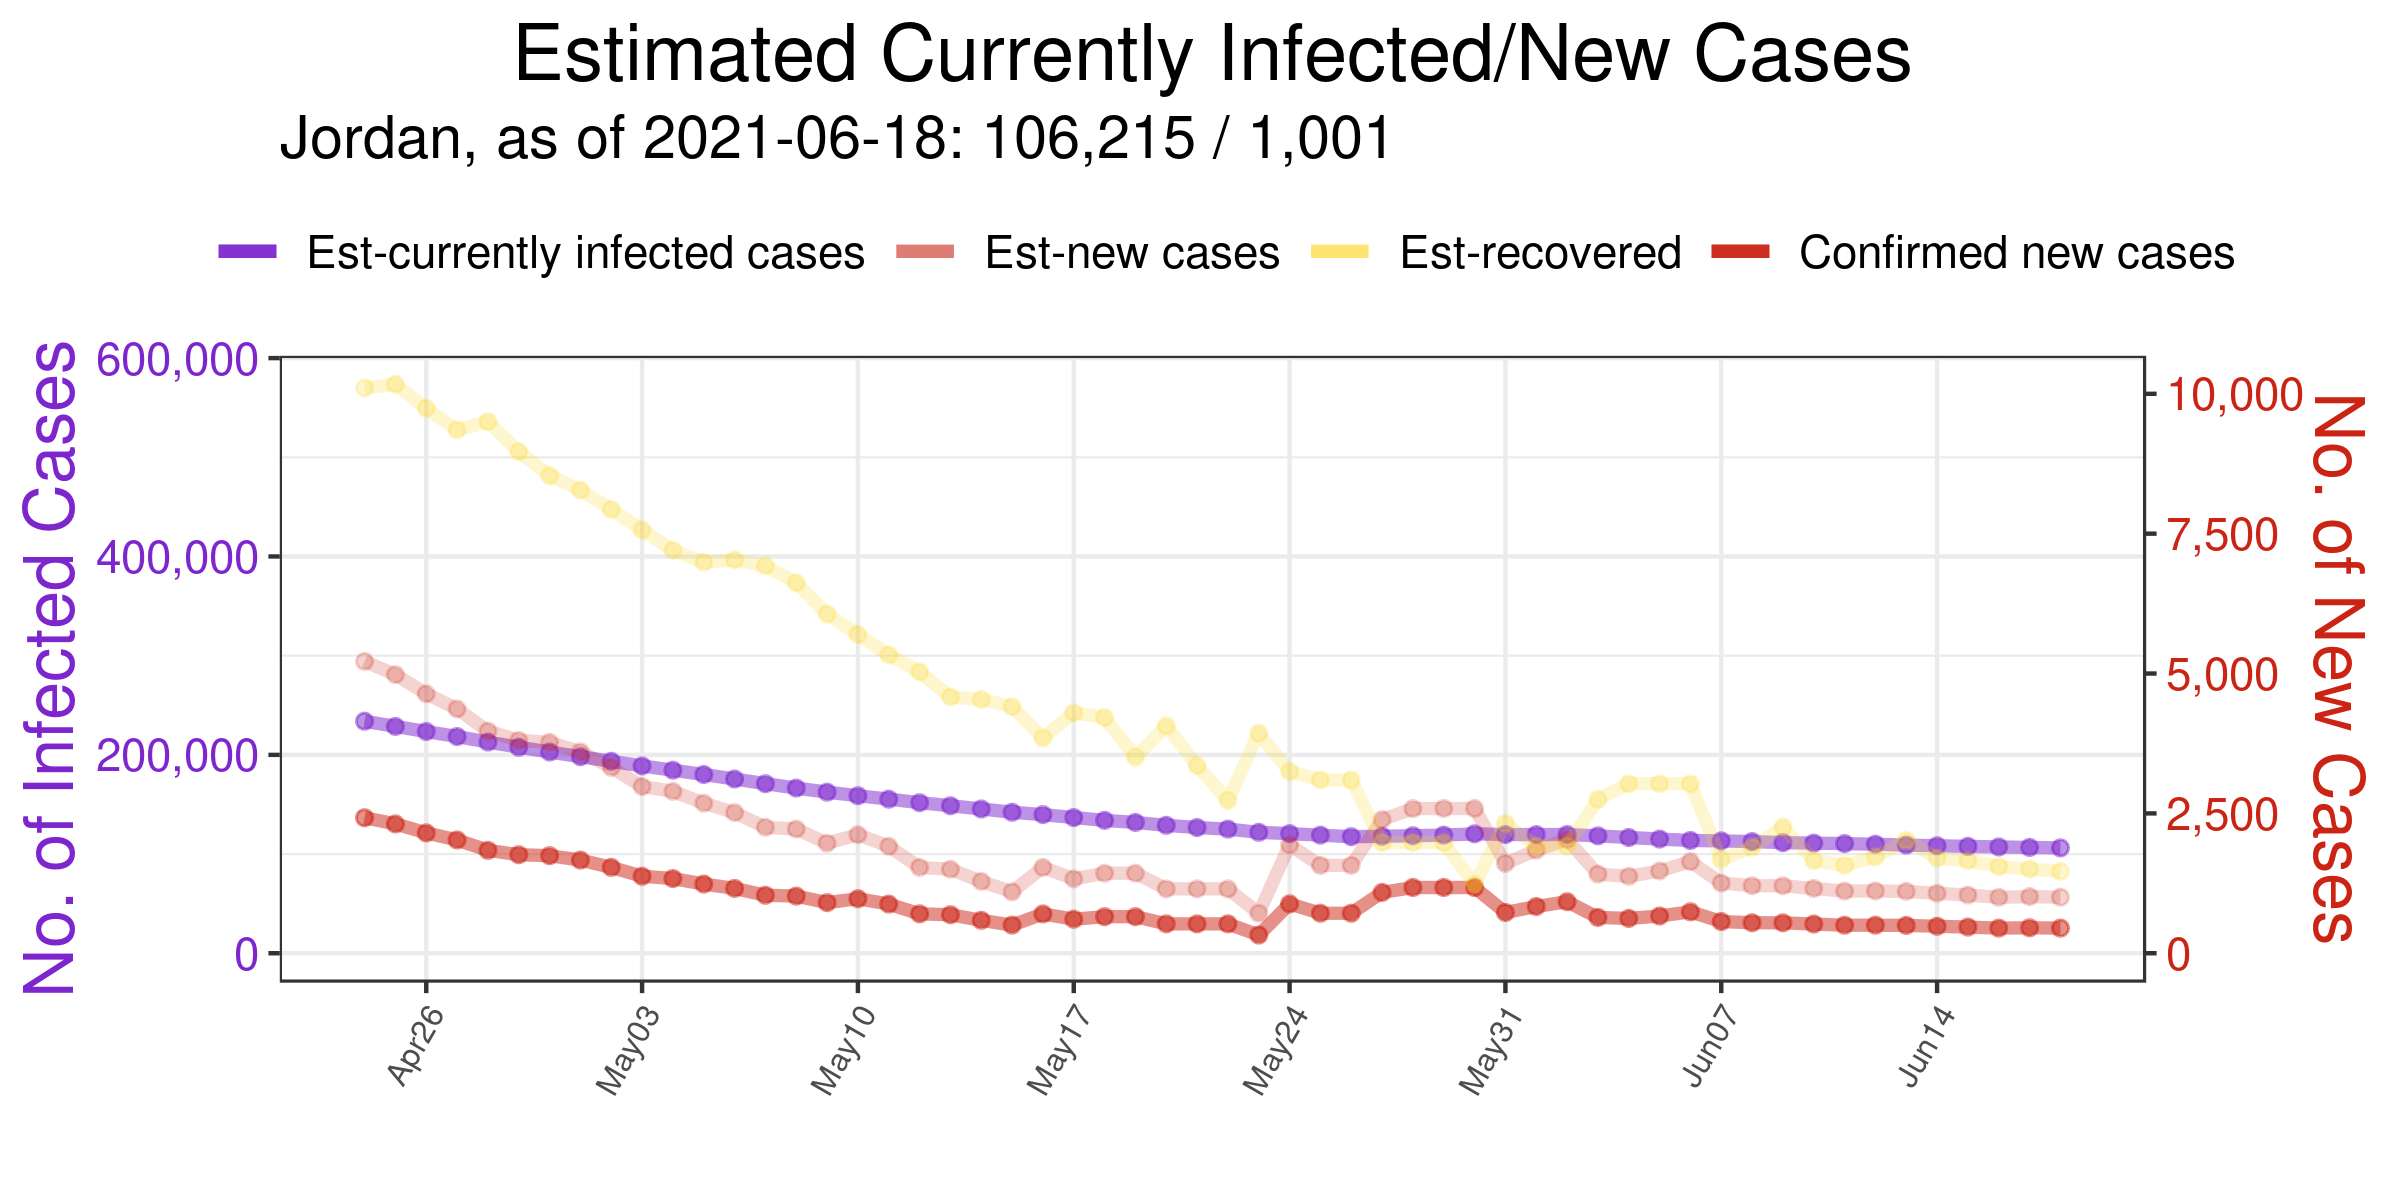 Estimated Currently Infected/New Cases
Jordan, as of 2021-06-18: 106,215 / 1,001
Est-currently infected cases Est-new cases Est-recovered Confirmed new cases
No. of Infected Cases
600,000
400,000
200,000
0
10,000
7,500
5,000
2,500
0
No. of New Cases
Apr26 May03 May10 May17 May24 May31 Jun07 Jun14